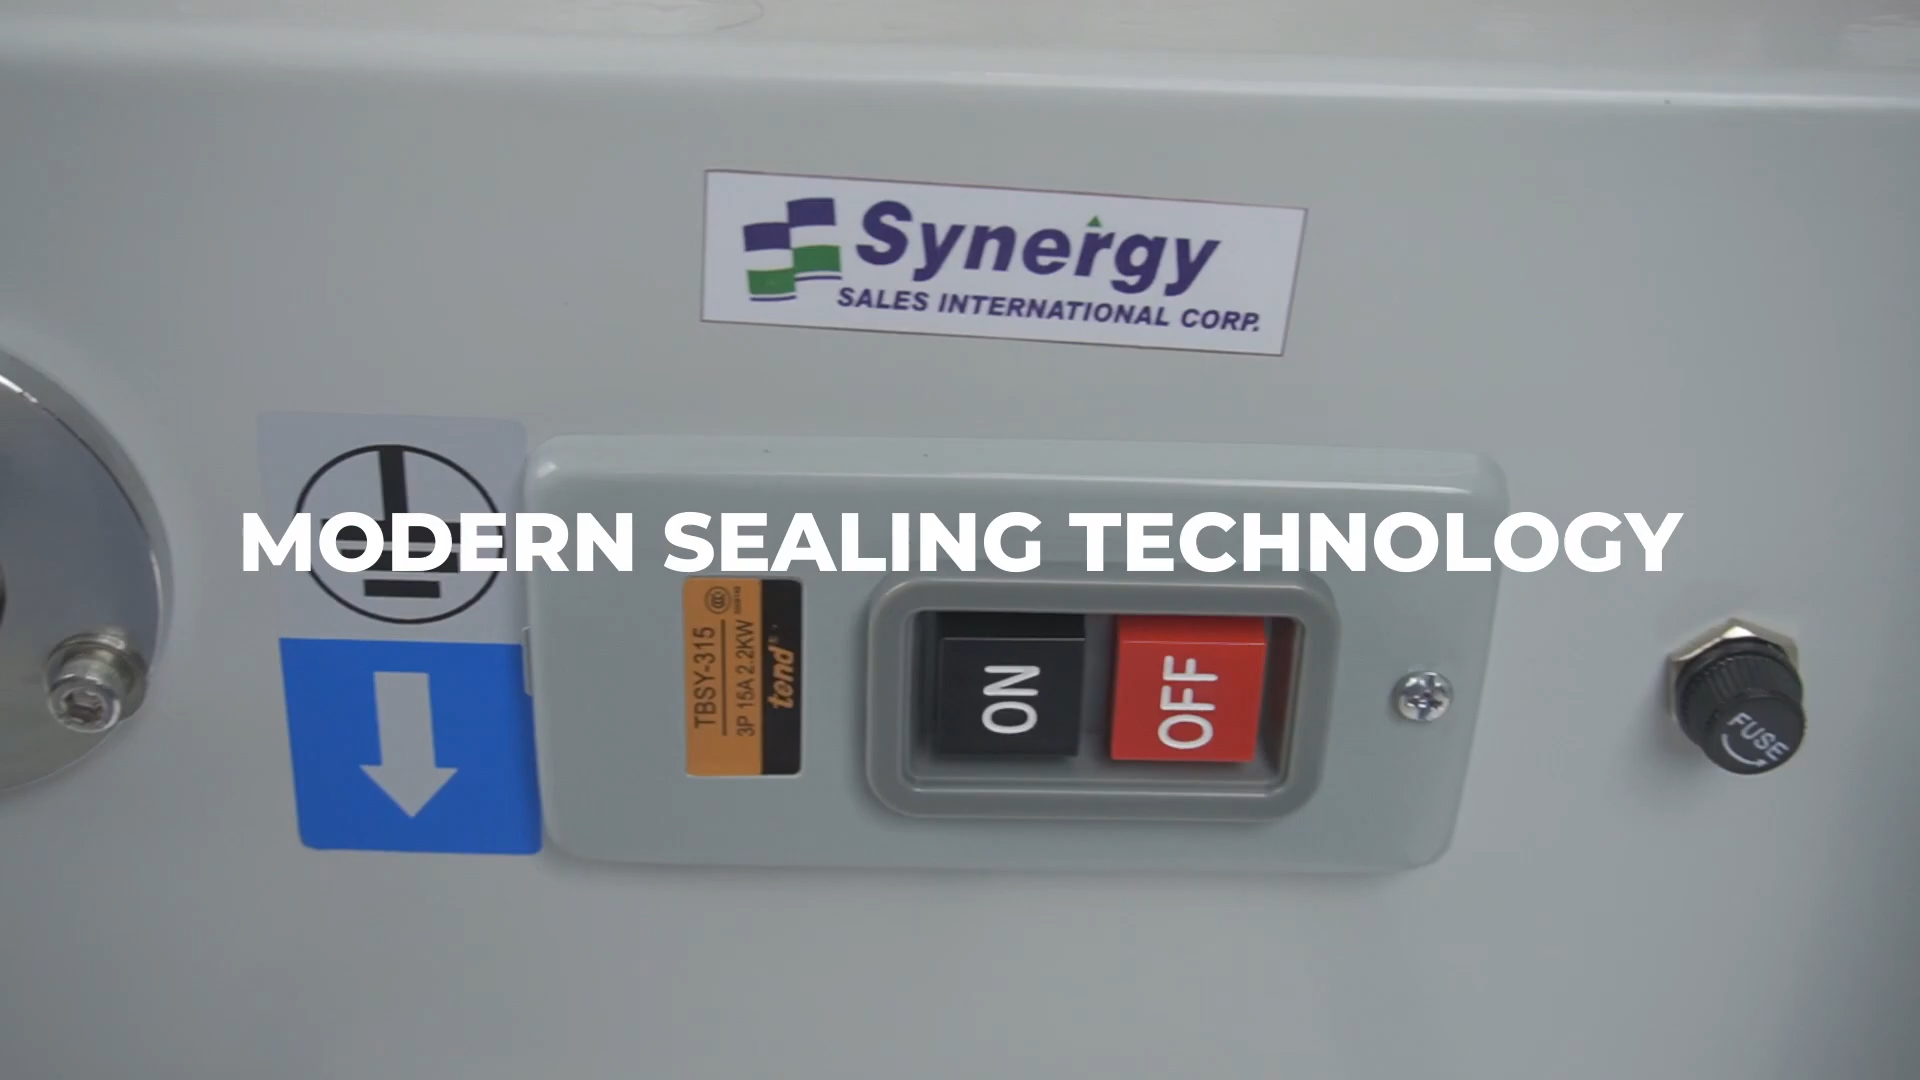 Synergy
SALES INTERNATIONAL CORP.
MODERN SEALING TECHNOLOGY
TBSY-315
3P 15A 2.2KW
tend®
ON
OFF
FUSE